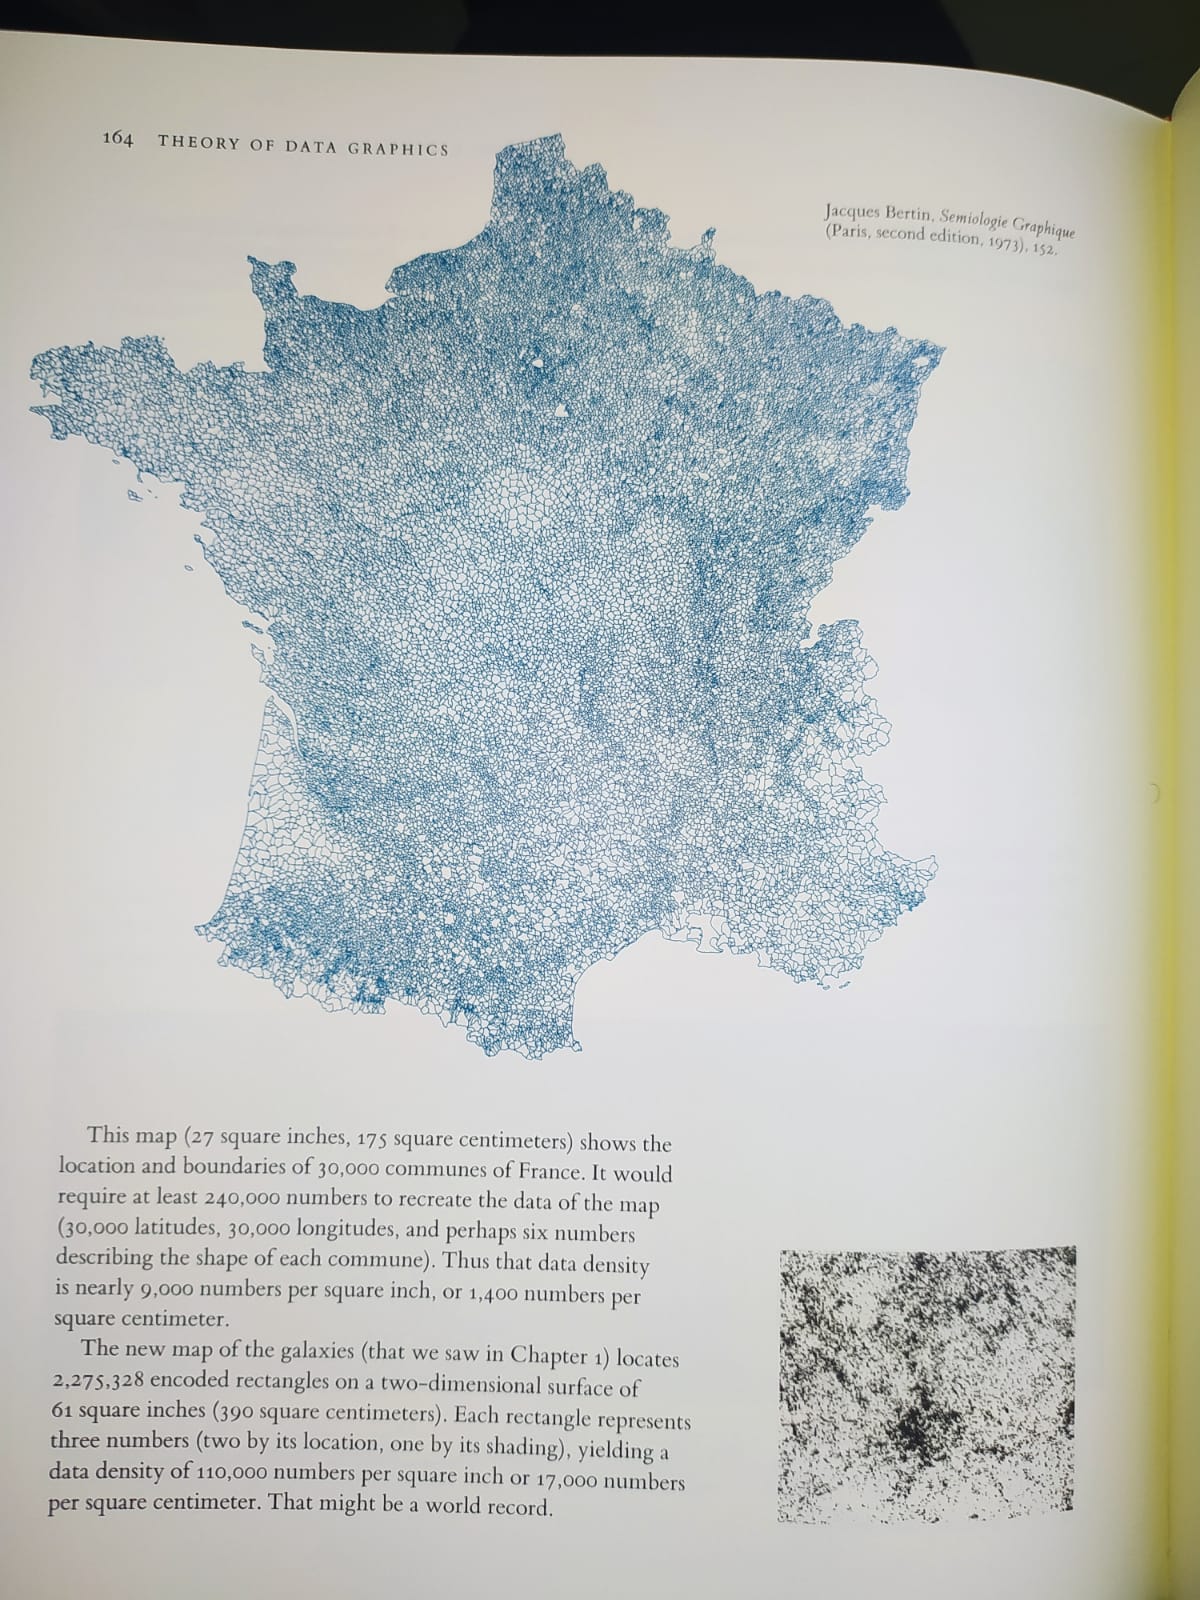 164 THEORY OF DATA GRAPHICS
Jacques Bertin, Semiologie Graphique
(Paris, second edition, 1973), 152.
This map (27 square inches, 175 square centimeters) shows the
location and boundaries of 30,000 communes of France. It would
require at least 240,000 numbers to recreate the data of the map
(30,000 latitudes, 30,000 longitudes, and perhaps six numbers
describing the shape of each commune). Thus that data density
is nearly 9,000 numbers per square inch, or 1,400 numbers per
square centimeter.
The new map of the galaxies (that we saw in Chapter 1) locates
2,275,328 encoded rectangles on a two-dimensional surface of
61 square inches (390 square centimeters). Each rectangle represents
three numbers (two by its location, one by its shading), yielding a
data density of 110,000 numbers per square inch or 17,000 numbers
per square centimeter. That might be a world record.